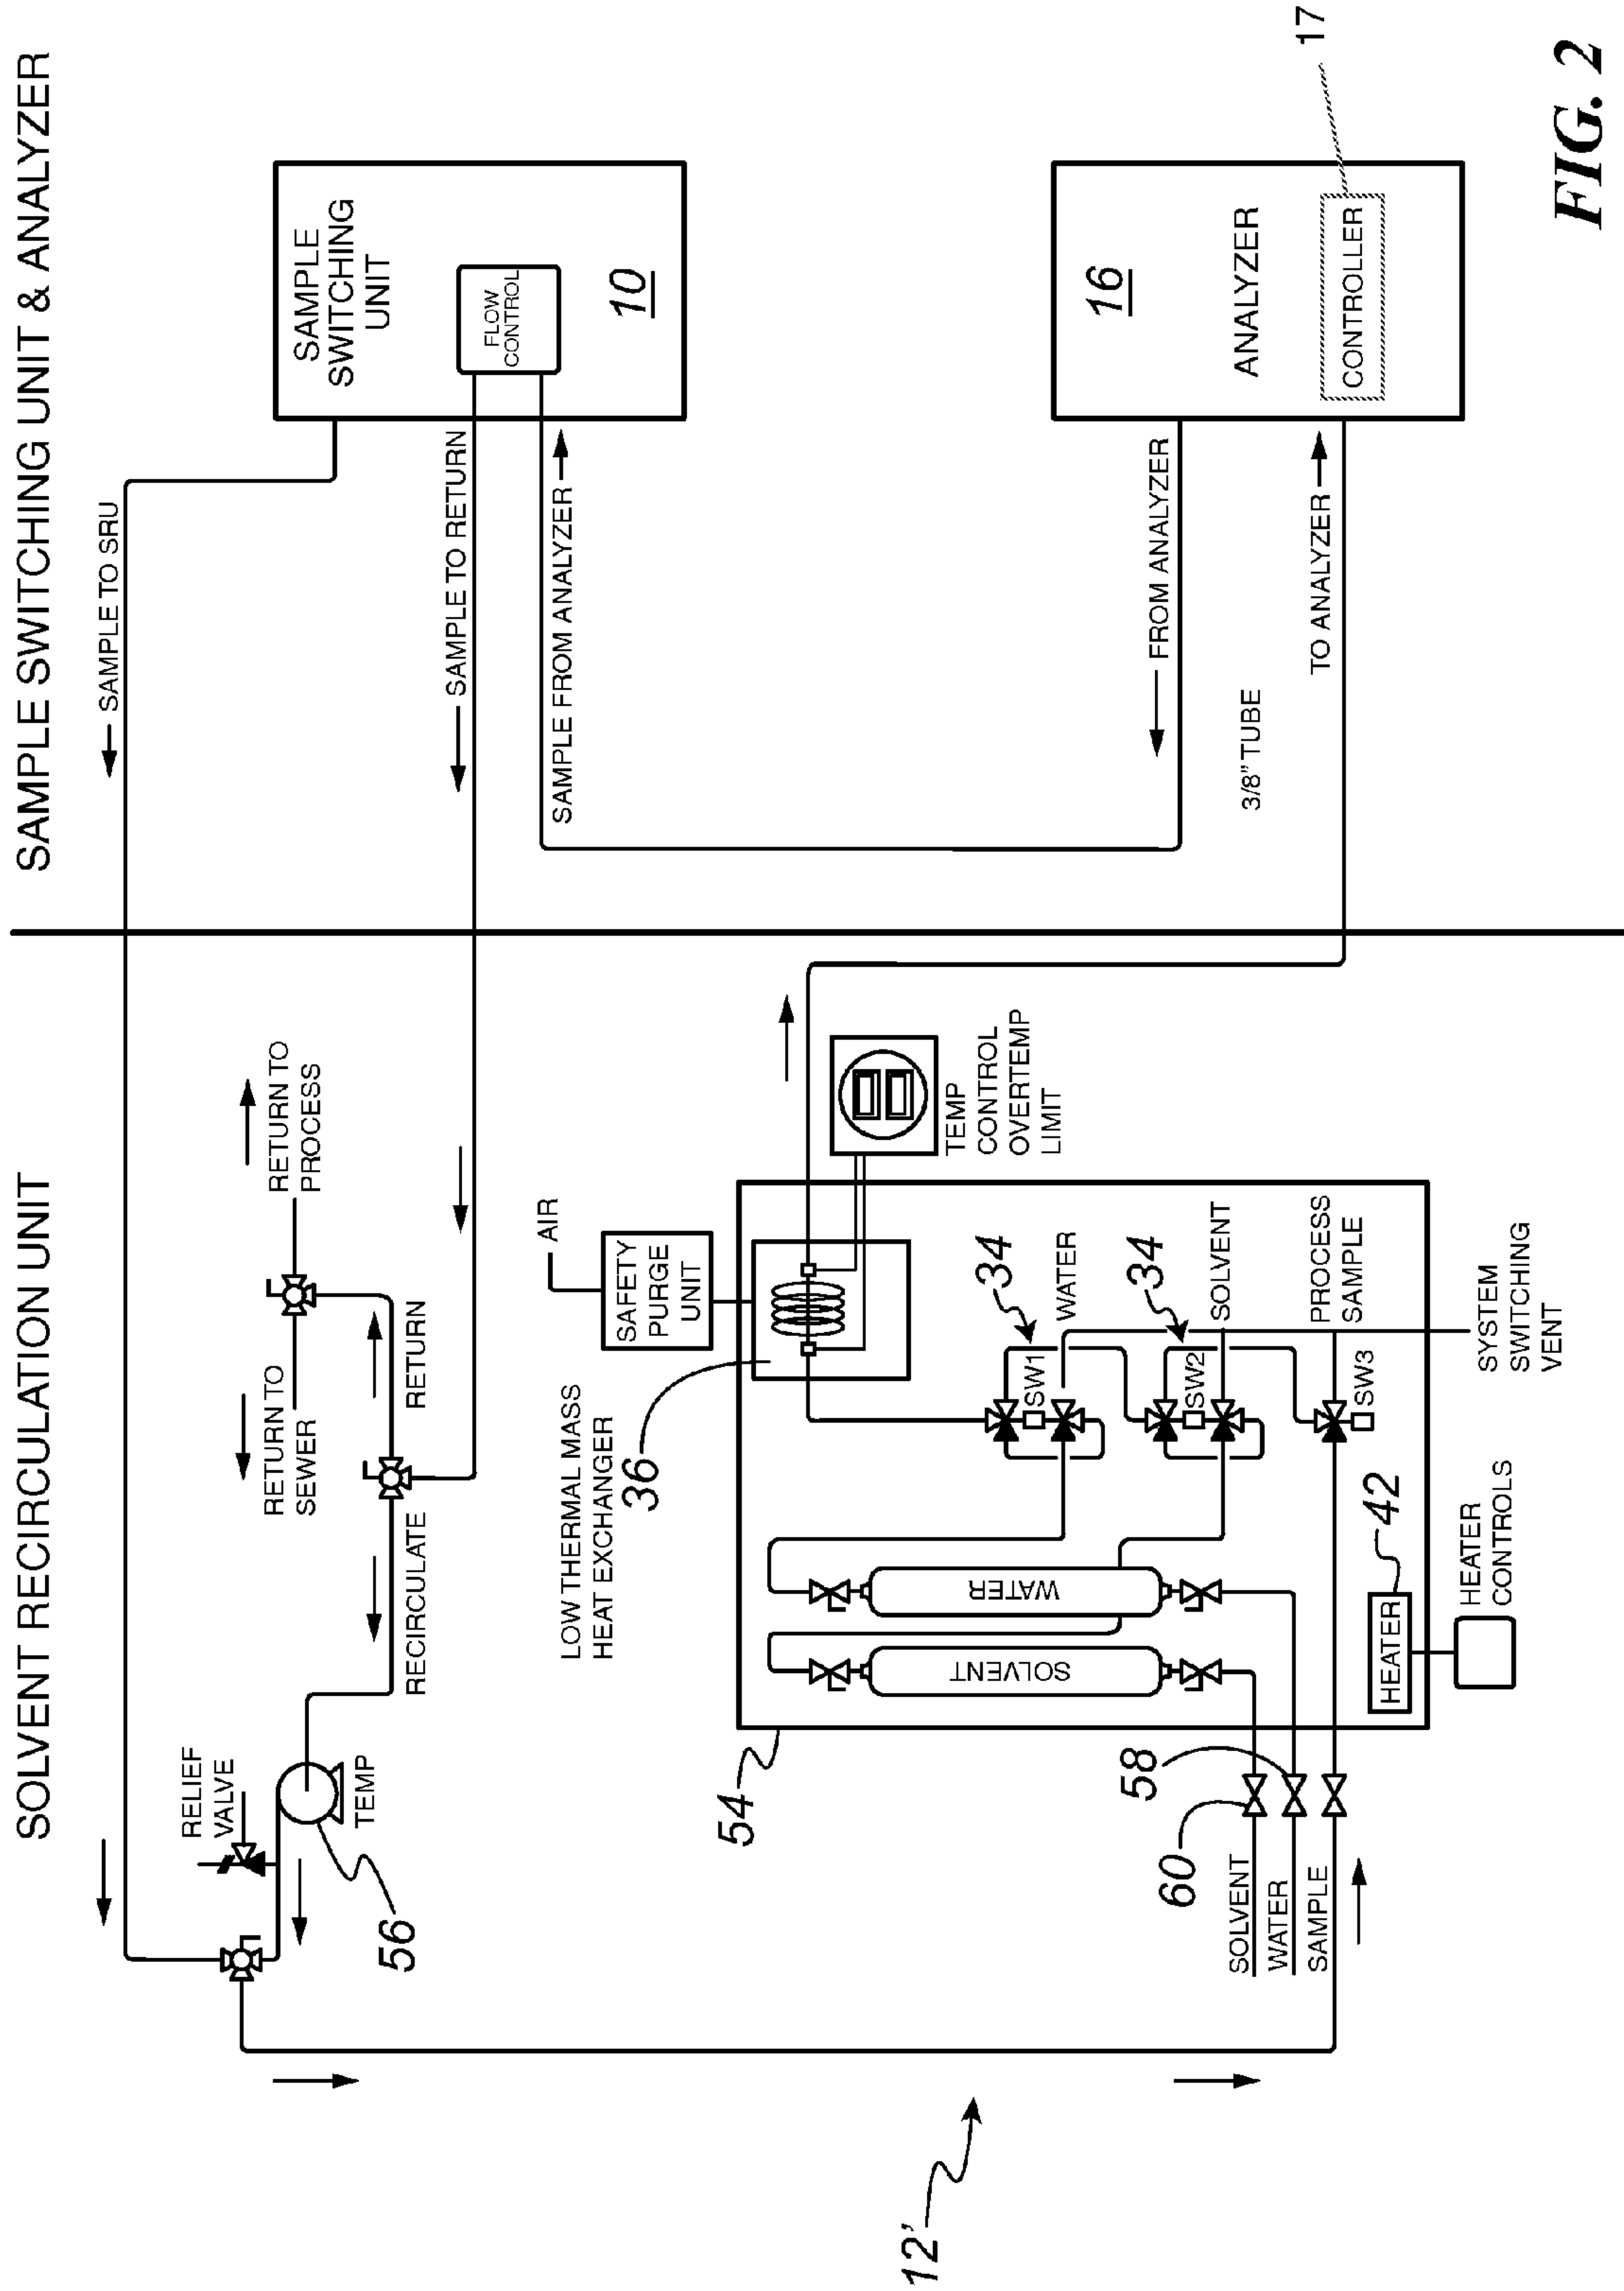 SOLVENT RECIRCULATION UNIT
SAMPLE SWITCHING UNIT & ANALYZER
SAMPLE TO SRU
RELIEF
VALVE
TEMP
56
RECIRCULATE
RETURN
RETURN TO
SEWER
RETURN TO
PROCESS
SAMPLE TO RETURN
SAMPLE FROM ANALYZER
SAMPLE
SWITCHING
UNIT
FLOW
CONTROL
10
LOW THERMAL MASS
HEAT EXCHANGER
36
AIR
SAFETY
PURGE
UNIT
TEMP
CONTROL
OVERTEMP
LIMIT
54
SOLVENT
WATER
SW1
34
WATER
SW2
34
SOLVENT
SW3
PROCESS
SAMPLE
SYSTEM
SWITCHING
VENT
HEATER
42
HEATER
CONTROLS
58
60
SOLVENT
WATER
SAMPLE
FROM ANALYZER
3/8" TUBE
TO ANALYZER
16
ANALYZER
CONTROLLER
17
12'
FIG. 2